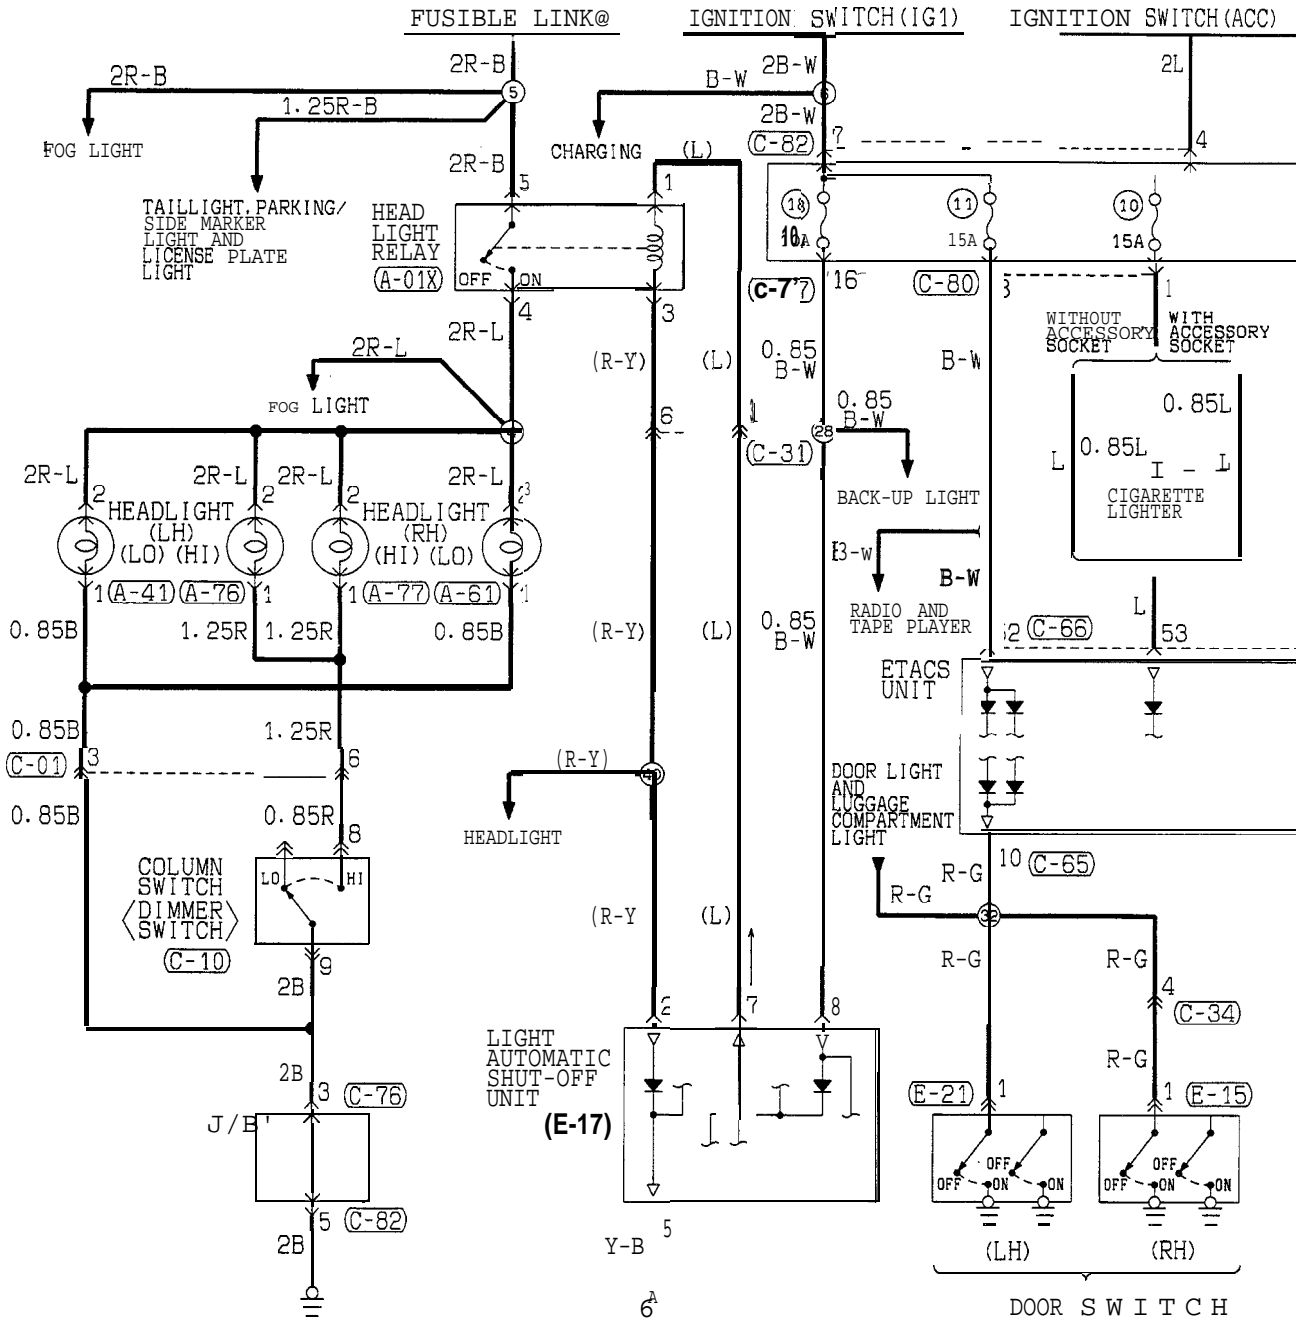 FUSIBLE LINK@
IGNITION SWITCH(IG1)
IGNITION SWITCH(ACC)
2R-B
2B-W
2L
2R-B
B-W
5
6
1.25R-B
2B-W
FOG LIGHT
CHARGING
(L)
(C-82)
7
4
2R-B
5
1
TAILLIGHT, PARKING/
SIDE MARKER
LIGHT AND
LICENSE PLATE
LIGHT
HEAD
LIGHT
RELAY
(A-01X)
OFF
ON
18
11
10
15A
15A
4
3
(C-77)
16
(C-80)
1
2R-L
2R-L
WITHOUT
ACCESSORY
SOCKET
WITH
ACCESSORY
SOCKET
(R-Y)
(L)
0.85
B-W
B-W
FOG LIGHT
6
1
0.85
B-W
0.85L
28
(C-31)
L
0.85L
I - L
2R-L
2R-L
2R-L
2R-L
BACK-UP LIGHT
CIGARETTE
LIGHTER
2
2
2
2
HEADLIGHT
(LH)
(LO) (HI)
HEADLIGHT
(RH)
(HI) (LO)
B-W
1
(A-41)
(A-76)
1
1
(A-77)
(A-61)
1
RADIO AND
TAPE PLAYER
L
0.85B
1.25R
1.25R
0.85B
(R-Y)
(L)
0.85
B-W
(C-66)
53
ETACS
UNIT
0.85B
1.25R
(C-01)
3
6
(R-Y)
0.85B
0.85R
8
HEADLIGHT
DOOR LIGHT
AND
LUGGAGE
COMPARTMENT
LIGHT
COLUMN
SWITCH
<DIMMER
SWITCH>
(C-10)
LO
HI
R-G
10
(C-65)
R-G
32
(R-Y
(L)
9
2B
R-G
R-G
4
(C-34)
2
7
8
LIGHT
AUTOMATIC
SHUT-OFF
UNIT
(E-17)
R-G
2B
3
(C-76)
J/B
(E-21)
1
1
(E-15)
OFF
OFF
ON
ON
OFF
OFF
ON
ON
5
(C-82)
2B
5
Y-B
(LH)
(RH)
6A
DOOR SWITCH